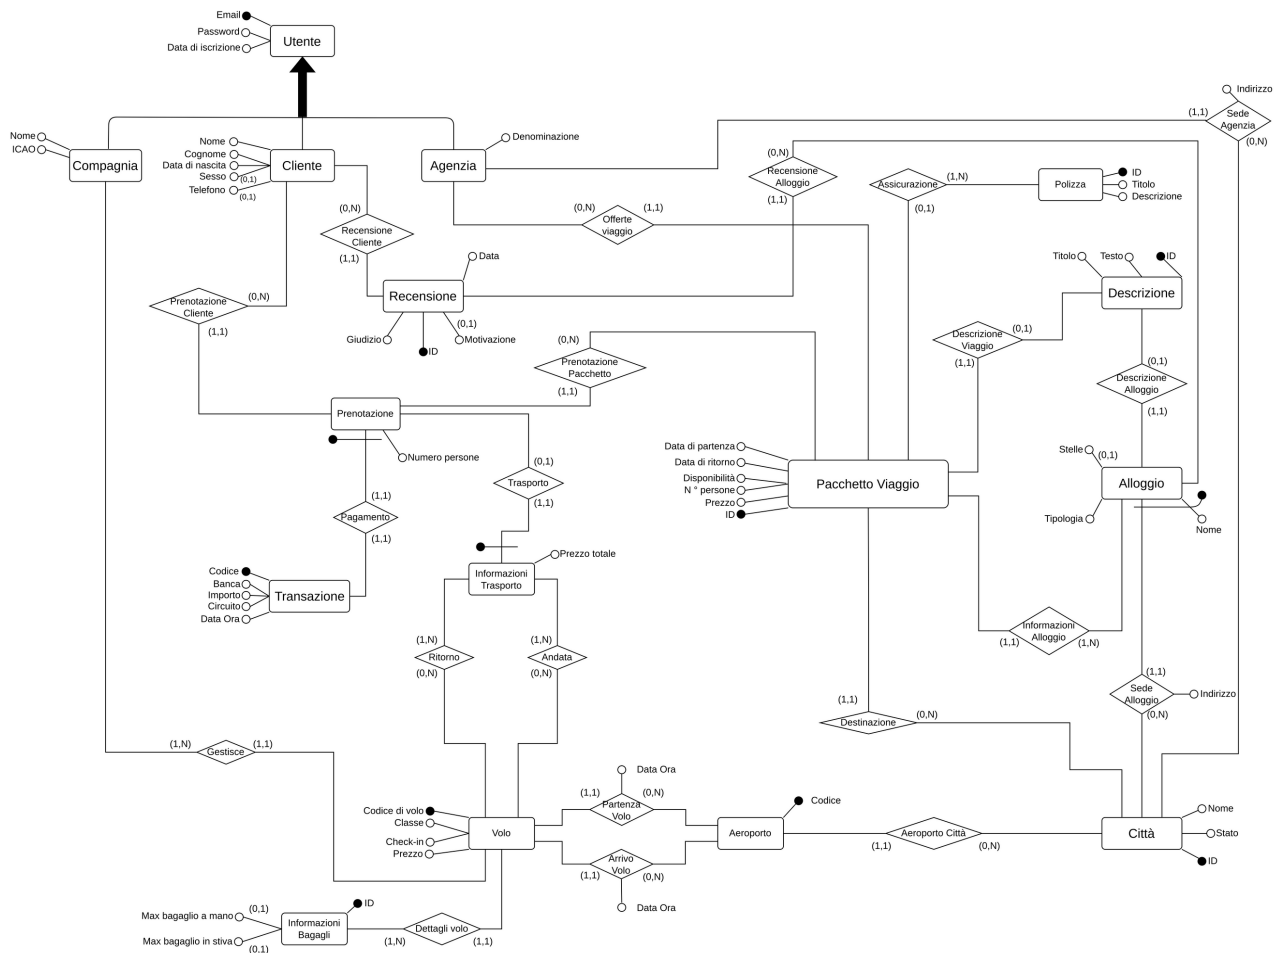 Email
Utente
Password
Data di iscrizione
Indirizzo
(1,1)
Sede
Agenzia
(0,N)
Nome
ICAO
Compagnia
Nome
Cognome
Data di nascita
Sesso
(0,1)
Telefono
(0,1)
Cliente
Agenzia
Denominazione
(0,N)
Recensione
Alloggio
(1,1)
Assicurazione
(1,N)
(0,1)
Polizza
ID
Titolo
Descrizione
(0,N)
Recensione
Cliente
(1,1)
(0,N)
Offerte
viaggio
(1,1)
Data
Recensione
Giudizio
ID
(0,1)
Motivazione
Titolo
Testo
ID
Descrizione
Prenotazione
Cliente
(0,N)
(1,1)
Descrizione
Viaggio
(0,1)
(1,1)
(0,N)
Prenotazione
Pacchetto
(1,1)
(0,1)
Descrizione
Alloggio
(1,1)
Prenotazione
Numero persone
(0,1)
Trasporto
(1,1)
Data di partenza
Data di ritorno
Disponibilità
N ° persone
Prezzo
ID
Pacchetto Viaggio
Stelle
(0,1)
Alloggio
Tipologia
Nome
(1,1)
Pagamento
(1,1)
Prezzo totale
Informazioni
Trasporto
Codice
Banca
Importo
Circuito
Data Ora
Transazione
(1,N)
Ritorno
(0,N)
(1,N)
Andata
(0,N)
Informazioni
Alloggio
(1,1)
(1,N)
(1,1)
Sede
Alloggio
(0,N)
Indirizzo
(1,1)
Destinazione
(0,N)
(1,N)
Gestisce
(1,1)
Data Ora
(1,1)
Partenza
Volo
(0,N)
Codice di volo
Classe
Check-in
Prezzo
Volo
Codice
Aeroporto
Aeroporto Città
(1,1)
(0,N)
Nome
Città
Stato
ID
Arrivo
Volo
(1,1)
(0,N)
Data Ora
ID
Max bagaglio a mano
(0,1)
Informazioni
Bagagli
Max bagaglio in stiva
(0,1)
Dettagli volo
(1,N)
(1,1)